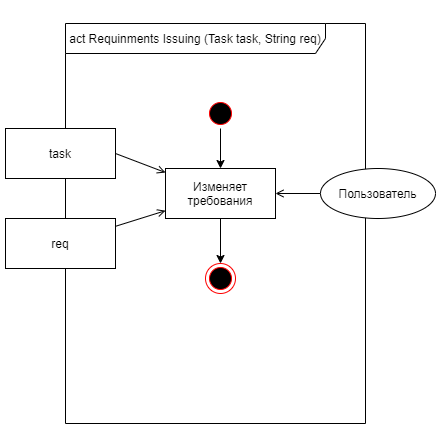 act Requinments Issuing (Task task, String req)
task
Изменяет
требования
Пользователь
req